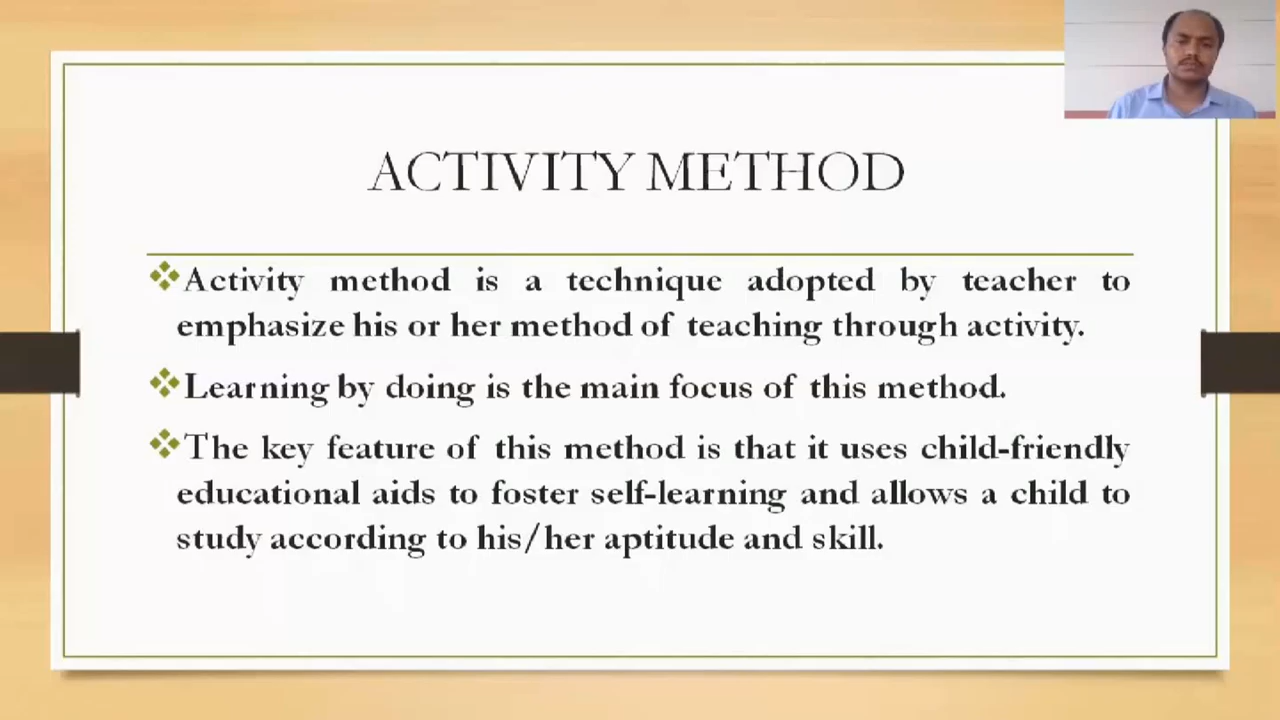 ACTIVITY METHOD
Activity method is a technique adopted by teacher to
emphasize his or her method of teaching through activity.
Learning by doing is the main focus of this method.
The key feature of this method is that it uses child-friendly
educational aids to foster self-learning and allows a child to
study according to his/her aptitude and skill.